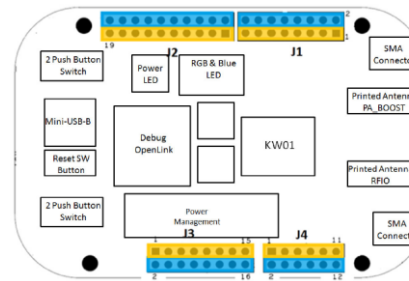 2
19
J2
J1
1
2 Push Button
Switch
Power
LED
RGB & Blue
LED
SMA
Connecto
Printed Antenn
PA_BOOST
Mini-USB-B
Debug
OpenLink
KW01
Reset SW
Button
Printed Antenn
RFIO
2 Push Button
Switch
Power
Management
SMA
Connect
J3
J4
1
15
1
11
2
16
2
12